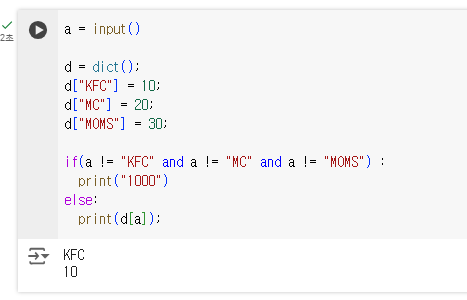 2초
a = input()
d = dict();
d["KFC"] = 10;
d["MC"] = 20;
d["MOMS"] = 30;
if(a != "KFC" and a != "MC" and a != "MOMS") :
  print("1000")
else:
  print(d[a]);
KFC
10